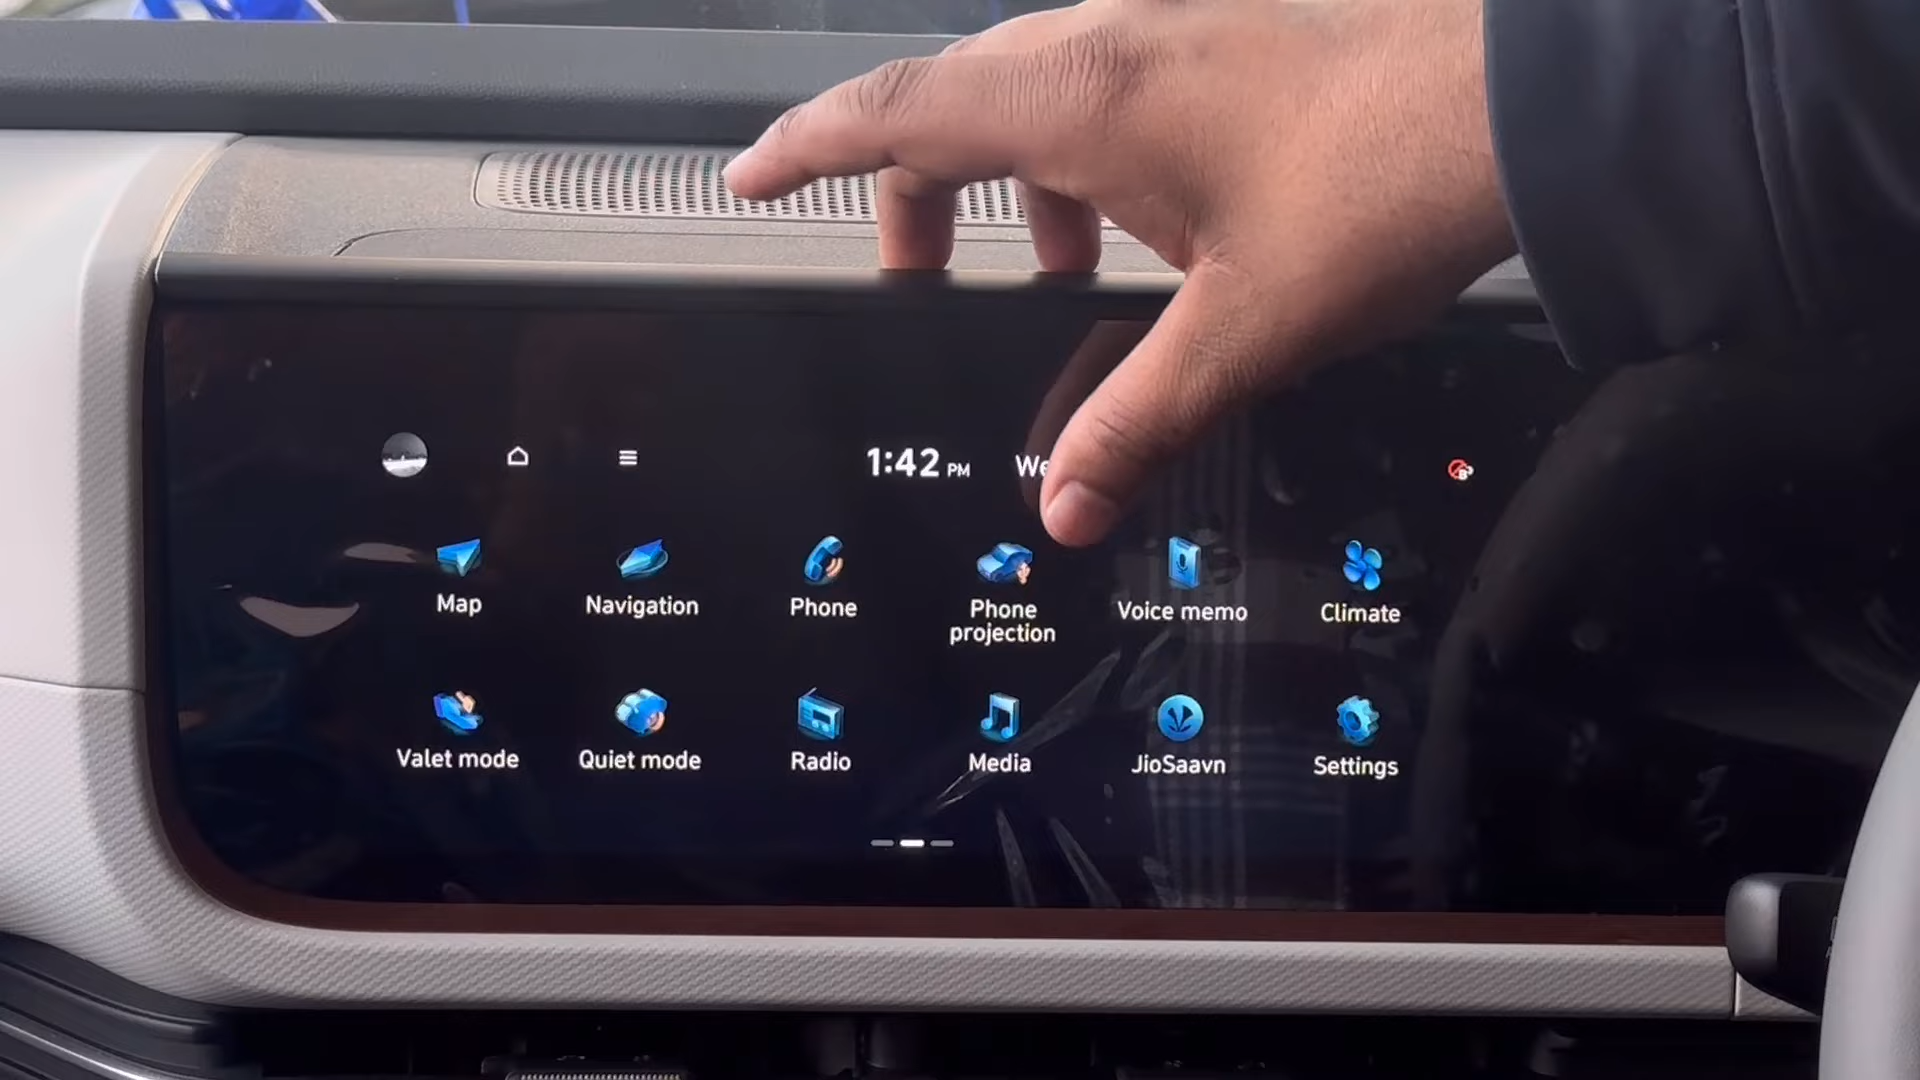 1:42 PM We
Map
Navigation
Phone
Phone
projection
Voice memo
Climate
Valet mode
Quiet mode
Radio
Media
JioSaavn
Settings